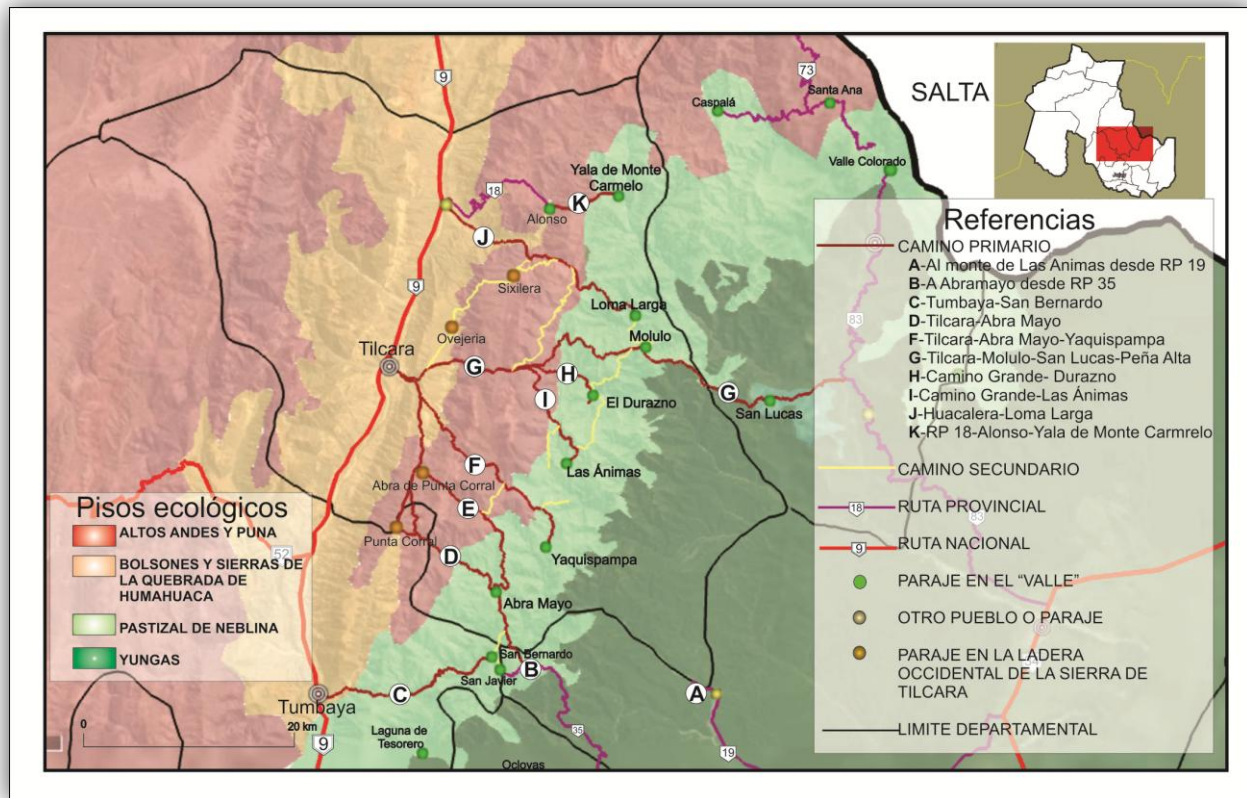 SALTA
73
Caspalá
Santa Ana
Valle Colorado
9
18
Yala de Monte
Carmelo
Alonso
K
J
9
Sixilera
Loma Larga
Ovejería
Molulo
Tilcara
G
H
I
El Durazno
G
San Lucas
Las Ánimas
F
Abra de Punta Corral
E
Punta Corral
D
Yaquispampa
Abra Mayo
San Bernardo
San Javier
B
C
A
Tumbaya
9
Laguna de
Tesorero
35
19
Oclovas
52
83
83
Pisos ecológicos
ALTOS ANDES Y PUNA
BOLSONES Y SIERRAS DE
LA QUEBRADA DE
HUMAHUACA
PASTIZAL DE NEBLINA
YUNGAS
0
20 km
Referencias
CAMINO PRIMARIO
A-Al monte de Las Animas desde RP 19
B-A Abramayo desde RP 35
C-Tumbaya-San Bernardo
D-Tilcara-Abra Mayo
F-Tilcara-Abra Mayo-Yaquispampa
G-Tilcara-Molulo-San Lucas-Peña Alta
H-Camino Grande- Durazno
I-Camino Grande-Las Ánimas
J-Huacalera-Loma Larga
K-RP 18-Alonso-Yala de Monte Carmrelo
CAMINO SECUNDARIO
18 RUTA PROVINCIAL
9 RUTA NACIONAL
PARAJE EN EL “VALLE”
OTRO PUEBLO O PARAJE
PARAJE EN LA LADERA
OCCIDENTAL DE LA SIERRA DE
TILCARA
LIMITE DEPARTAMENTAL